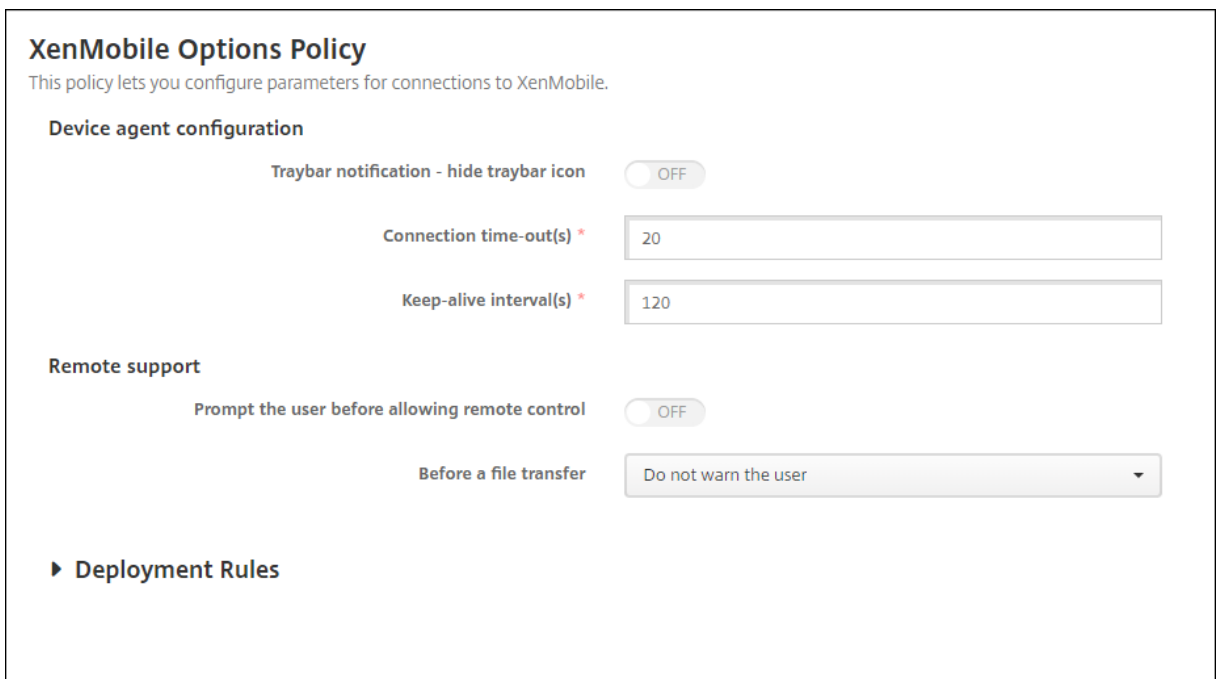 XenMobile Options Policy
This policy lets you configure parameters for connections to XenMobile.
Device agent configuration
Traybar notification - hide traybar icon OFF
Connection time-out(s) * 20
Keep-alive interval(s) * 120
Remote support
Prompt the user before allowing remote control OFF
Before a file transfer Do not warn the user
Deployment Rules